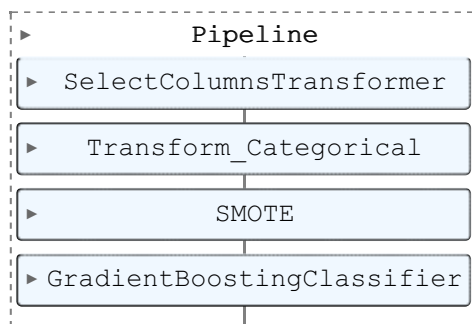 Pipeline
SelectColumnsTransformer
Transform_Categorical
SMOTE
GradientBoostingClassifier